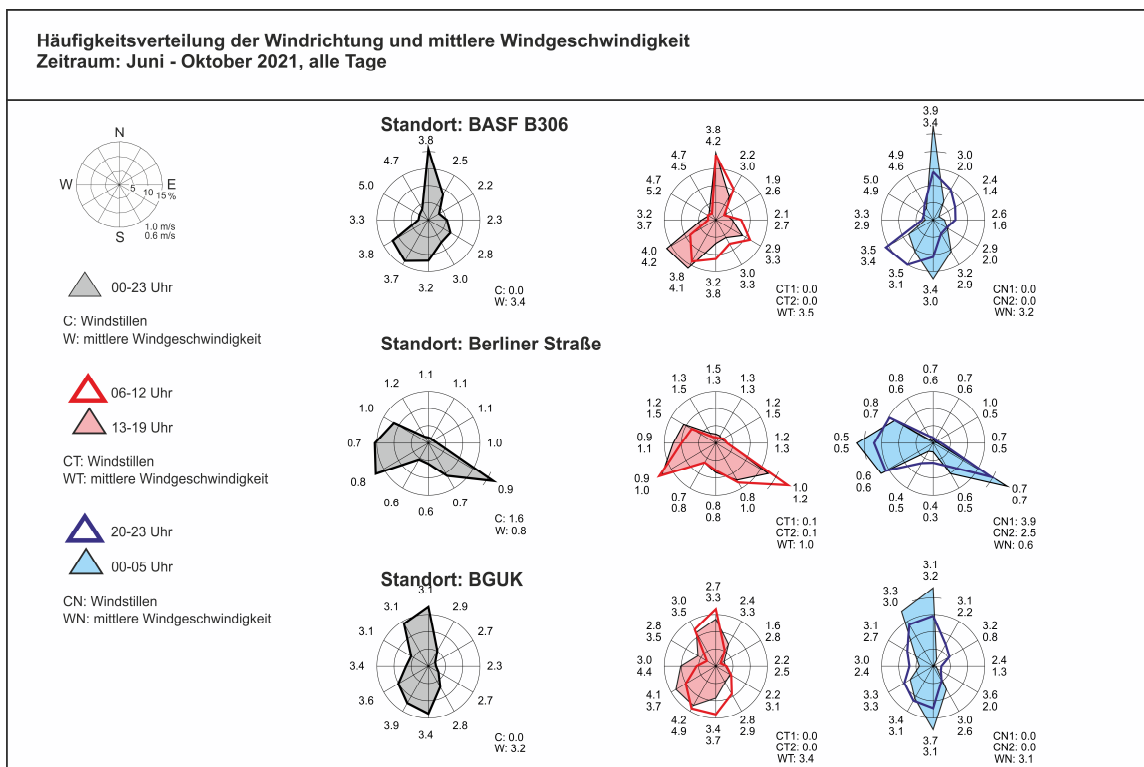 Häufigkeitsverteilung der Windrichtung und mittlere Windgeschwindigkeit
Zeitraum: Juni - Oktober 2021, alle Tage
N
W
E
S
5 10 15 %
1.0 m/s
0.6 m/s
00-23 Uhr
C: Windstillen
W: mittlere Windgeschwindigkeit
06-12 Uhr
13-19 Uhr
CT: Windstillen
WT: mittlere Windgeschwindigkeit
20-23 Uhr
00-05 Uhr
CN: Windstillen
WN: mittlere Windgeschwindigkeit
Standort: BASF B306
3.8
4.7 2.5
5.0 2.2
3.3 2.3
3.8 2.8
3.7 3.0
3.2
C: 0.0
W: 3.4
3.8
4.2
4.7 2.2
4.5 3.0
4.7 1.9
5.2 2.6
3.2 2.1
3.7 2.7
4.0 2.9
4.2 3.3
3.8 3.0
4.1 3.3
3.2
3.8
CT1: 0.0
CT2: 0.0
WT: 3.5
3.9
3.4
4.9 3.0
4.6 2.0
5.0 2.4
4.9 1.4
3.3 2.6
2.9 1.6
3.5 2.9
3.4 2.0
3.5 3.2
3.1 2.9
3.4
3.0
CN1: 0.0
CN2: 0.0
WN: 3.2
Standort: Berliner Straße
1.1
1.2 1.1
1.0 1.1
0.7 1.0
0.8 0.9
0.6 0.7
0.6
C: 1.6
W: 0.8
1.5
1.3
1.3 1.3
1.5 1.3
1.2 1.2
1.5 1.5
0.9 1.2
1.1 1.3
0.9 1.0
1.0 1.2
0.7 0.8
0.8 1.0
0.8
0.8
CT1: 0.1
CT2: 0.1
WT: 1.0
0.7
0.6
0.8 0.7
0.6 0.6
0.8 1.0
0.7 0.5
0.5 0.7
0.5
0.6 0.7
0.6 0.7
0.4 0.6
0.5 0.5
0.4
0.3
CN1: 3.9
CN2: 2.5
WN: 0.6
Standort: BGUK
3.1
3.1 2.9
3.1 2.7
3.4 2.3
3.6 2.7
3.9 2.8
3.4
C: 0.0
W: 3.2
2.7
3.3
3.0 2.4
3.5 3.3
2.8 1.6
3.5 2.8
3.0 2.2
4.4 2.5
4.1 2.2
3.7 3.1
4.2 2.8
4.9 2.9
3.4
3.7
CT1: 0.0
CT2: 0.0
WT: 3.4
3.1
3.2
3.3 3.1
3.0 2.2
3.1 3.2
2.7 0.8
3.0 2.4
2.4 1.3
3.3 3.6
3.3 2.0
3.4 3.0
3.1 2.6
3.7
3.1
CN1: 0.0
CN2: 0.0
WN: 3.1